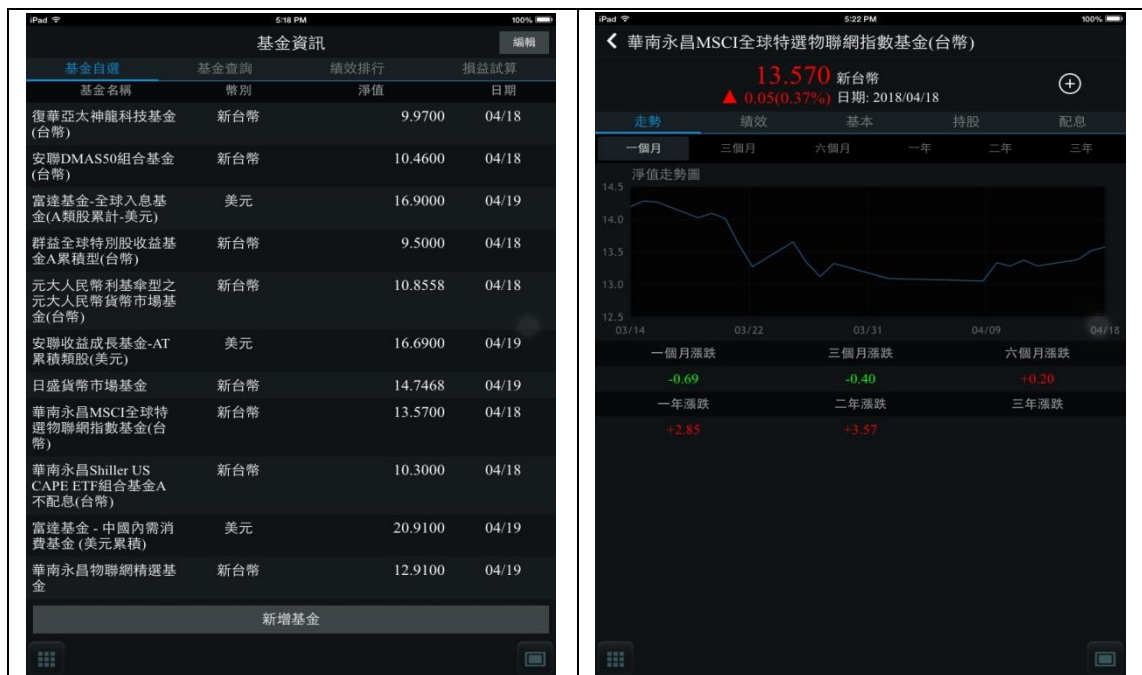 iPad 5:18 PM 100%
基金資訊 編輯
基金自選 基金查詢 績效排行 損益試算
基金名稱 幣別 淨值 日期
復華亞太神龍科技基金 新台幣 9.9700 04/18
(台幣)
安聯DMAS50組合基金 新台幣 10.4600 04/18
(台幣)
富達基金-全球入息基 美元 16.9000 04/19
金(A類股累計-美元)
群益全球特別股收益基 新台幣 9.5000 04/18
金A累積型(台幣)
元大人民幣利基傘型之 新台幣 10.8558 04/18
元大人民幣貨幣市場基
金(台幣)
安聯收益成長基金-AT 美元 16.6900 04/19
累積類股(美元)
日盛貨幣市場基金 新台幣 14.7468 04/19
華南永昌MSCI全球特 新台幣 13.5700 04/18
選物聯網指數基金(台
幣)
華南永昌Shiller US 新台幣 10.3000 04/18
CAPE ETF組合基金A
不配息(台幣)
富達基金 - 中國內需消 美元 20.9100 04/19
費基金 (美元累積)
華南永昌物聯網精選基 新台幣 12.9100 04/19
金
新增基金
iPad 5:22 PM 100%
華南永昌MSCI全球特選物聯網指數基金(台幣)
13.570 新台幣
▲ 0.05(0.37%) 日期: 2018/04/18
走勢 績效 基本 持股 配息
一個月 三個月 六個月 一年 二年 三年
淨值走勢圖
14.5
14.0
13.5
13.0
12.5
03/14 03/22 03/31 04/09 04/18
一個月漲跌 三個月漲跌 六個月漲跌
-0.69 -0.40 +0.20
一年漲跌 二年漲跌 三年漲跌
+2.85 +3.57